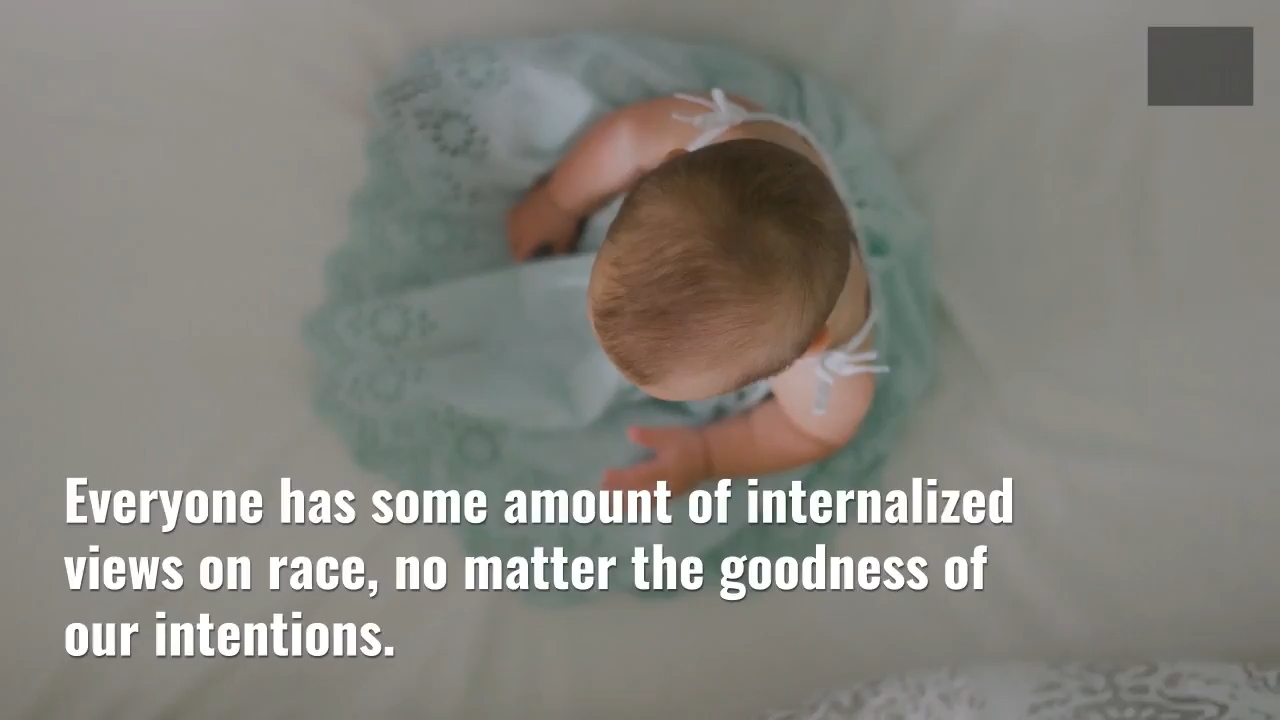 Everyone has some amount of internalized
views on race, no matter the goodness of
our intentions.